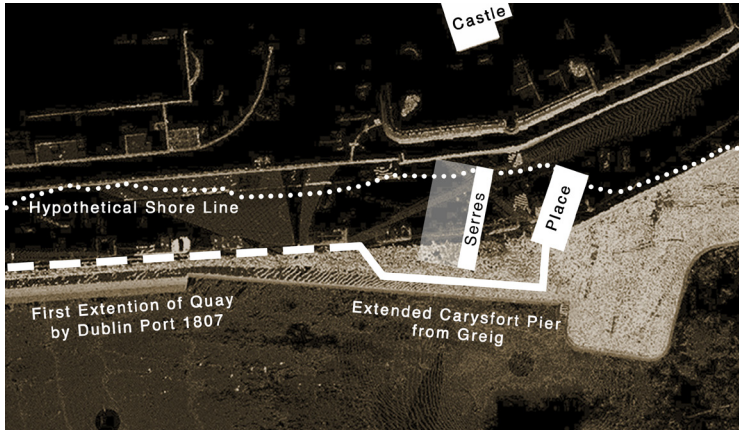 Castle
Hypothetical Shore Line
Serres
Place
First Extention of Quay
by Dublin Port 1807
Extended Carysfort Pier
from Greig